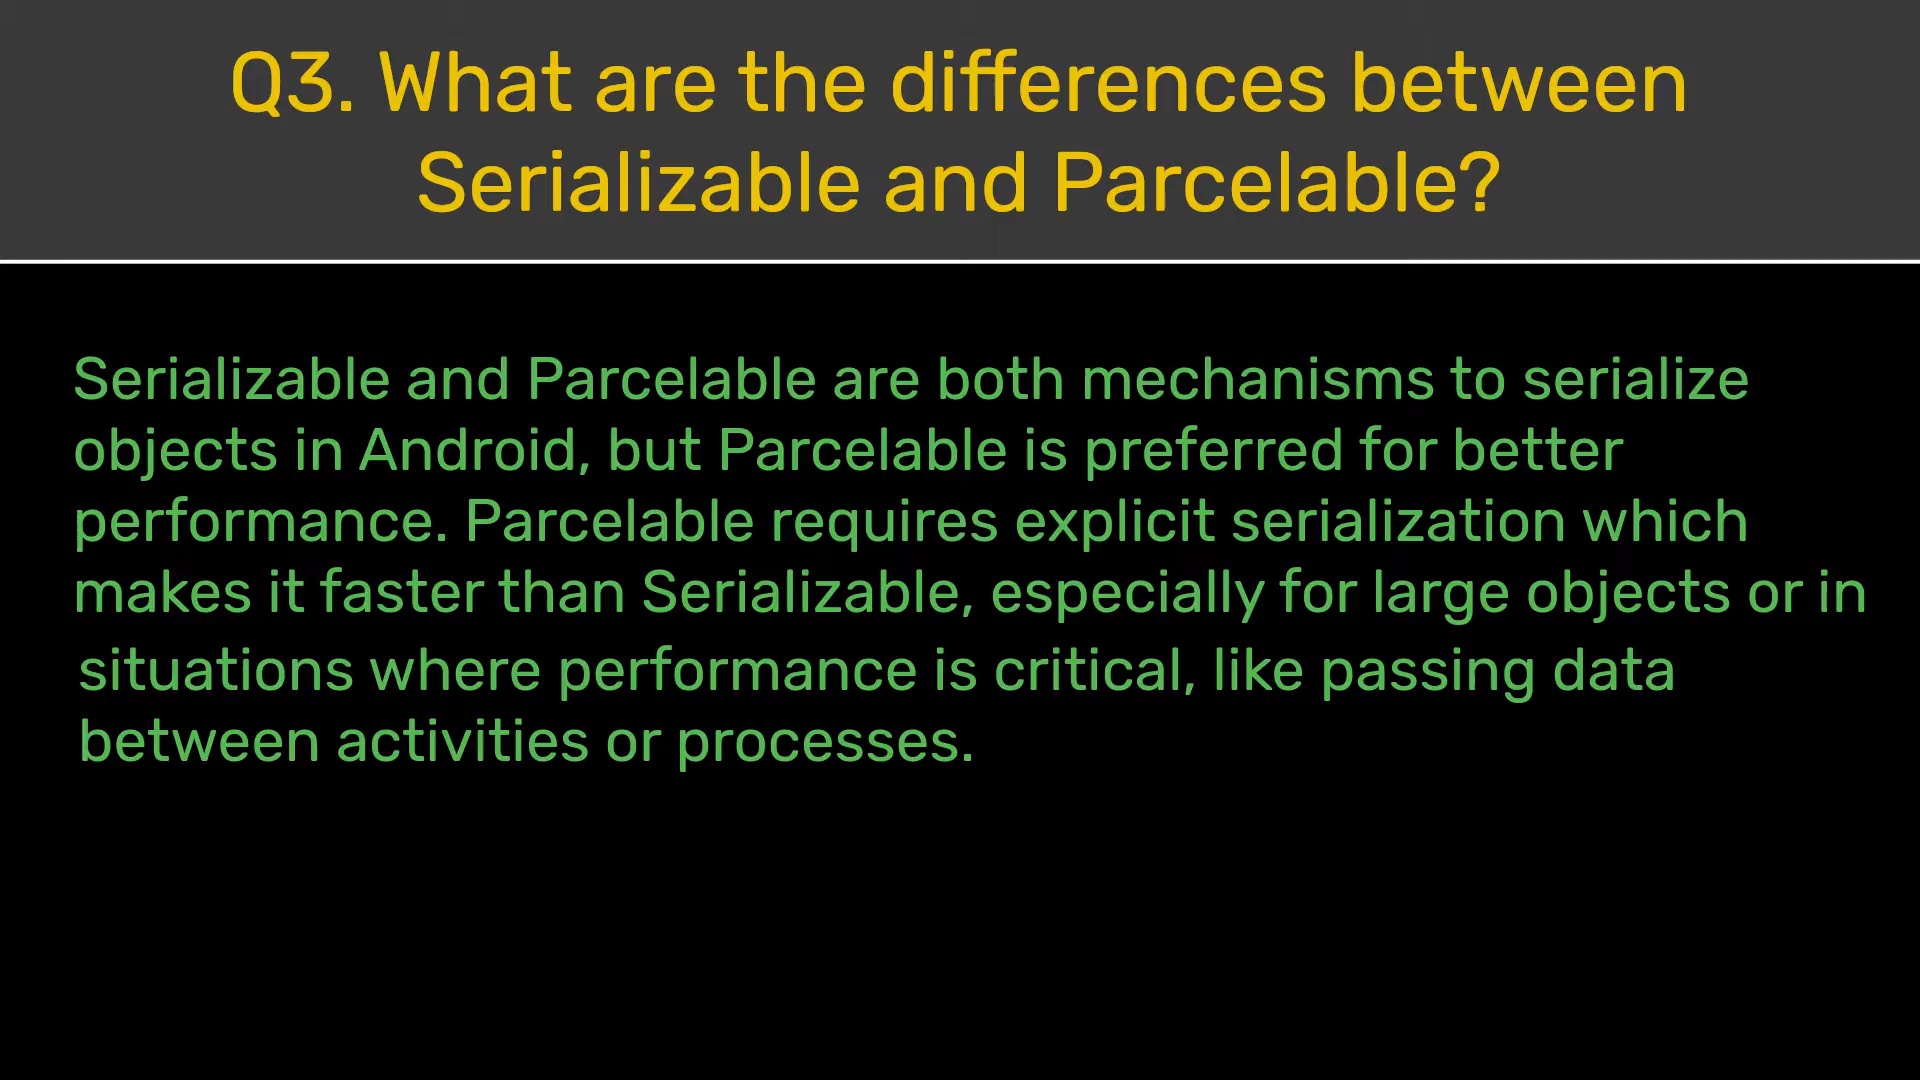 Q3. What are the differences between
Serializable and Parcelable?
Serializable and Parcelable are both mechanisms to serialize
objects in Android, but Parcelable is preferred for better
performance. Parcelable requires explicit serialization which
makes it faster than Serializable, especially for large objects or in
situations where performance is critical, like passing data
between activities or processes.